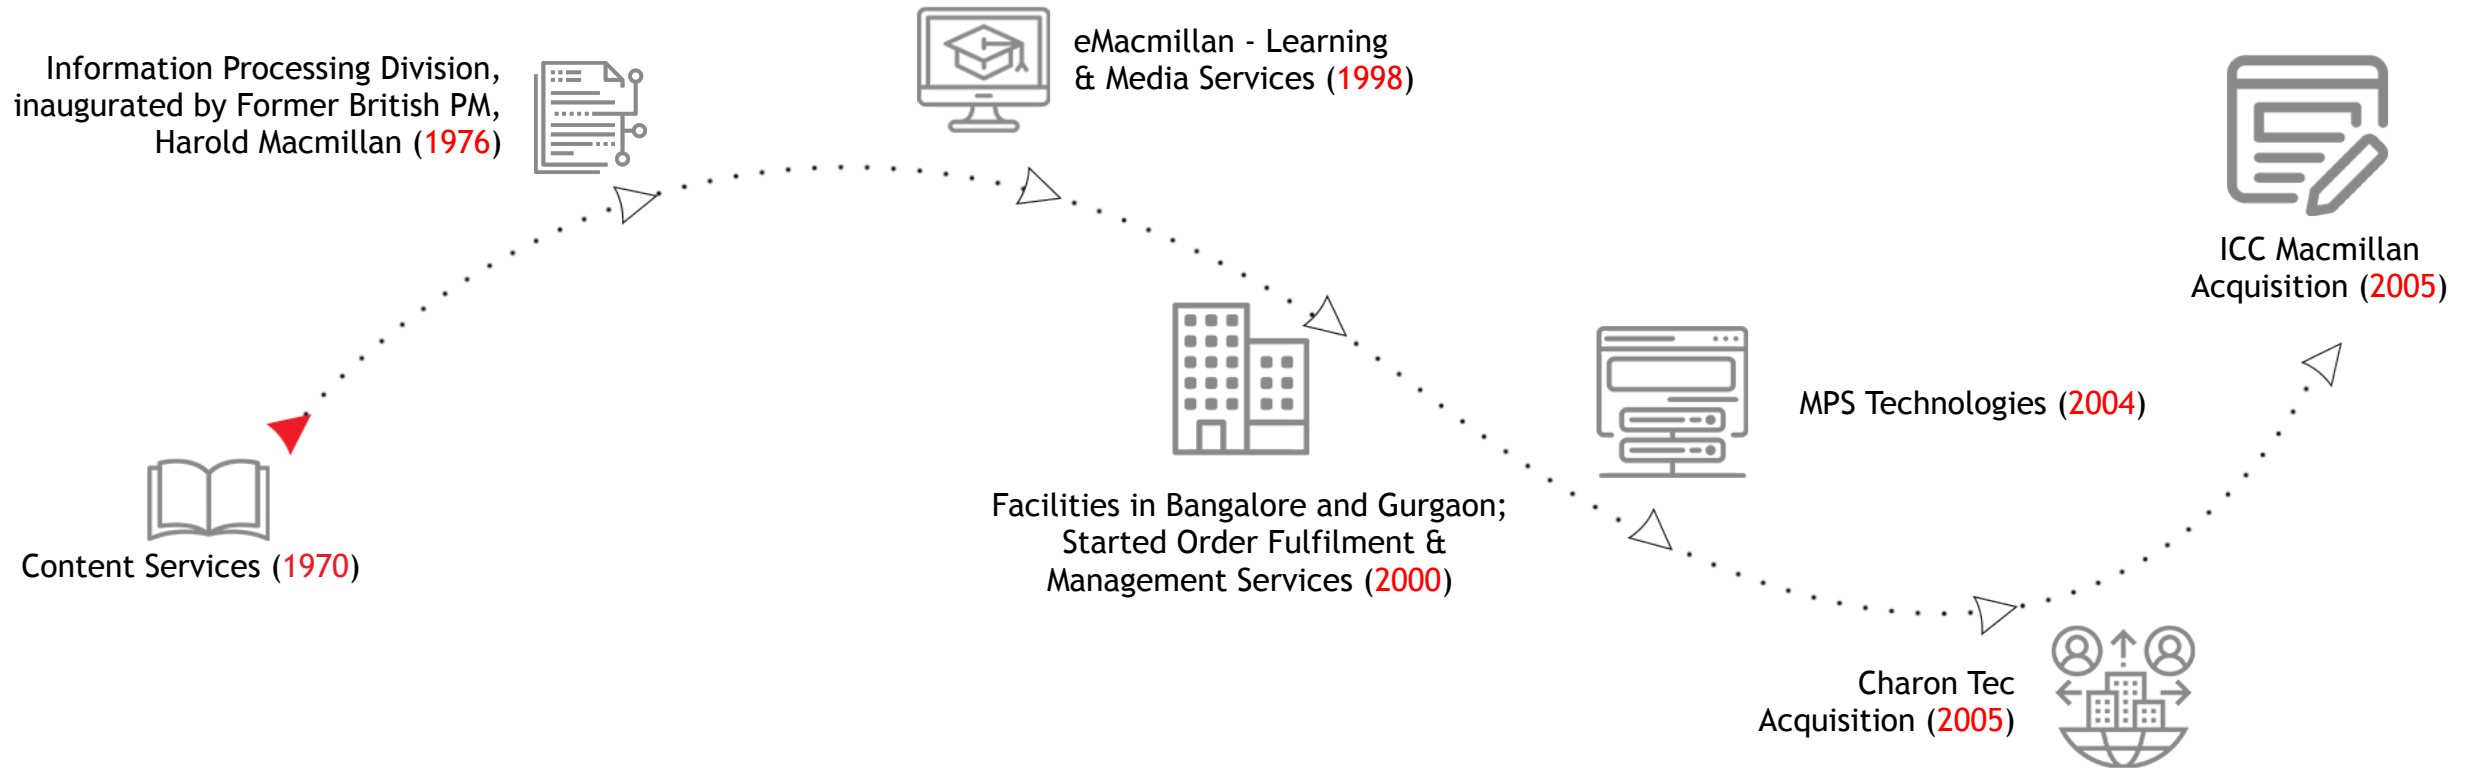 Information Processing Division,
inaugurated by Former British PM,
Harold Macmillan (1976)
eMacmillan - Learning
& Media Services (1998)
ICC Macmillan
Acquisition (2005)
MPS Technologies (2004)
Content Services (1970)
Facilities in Bangalore and Gurgaon;
Started Order Fulfilment &
Management Services (2000)
Charon Tec
Acquisition (2005)